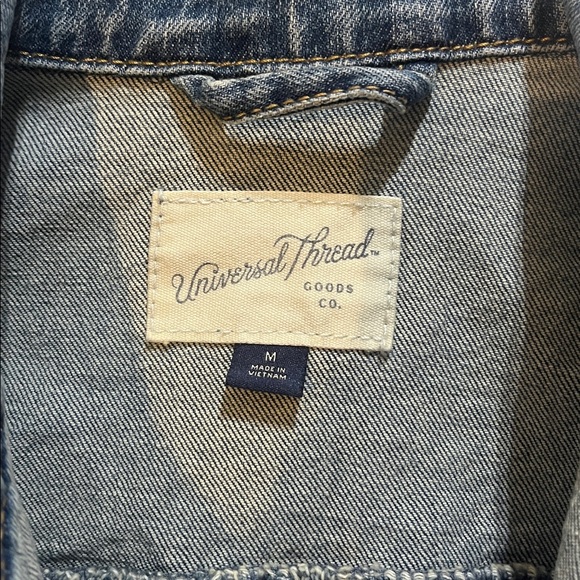 Universal Thread™
GOODS
CO.
M
MADE IN
VIETNAM